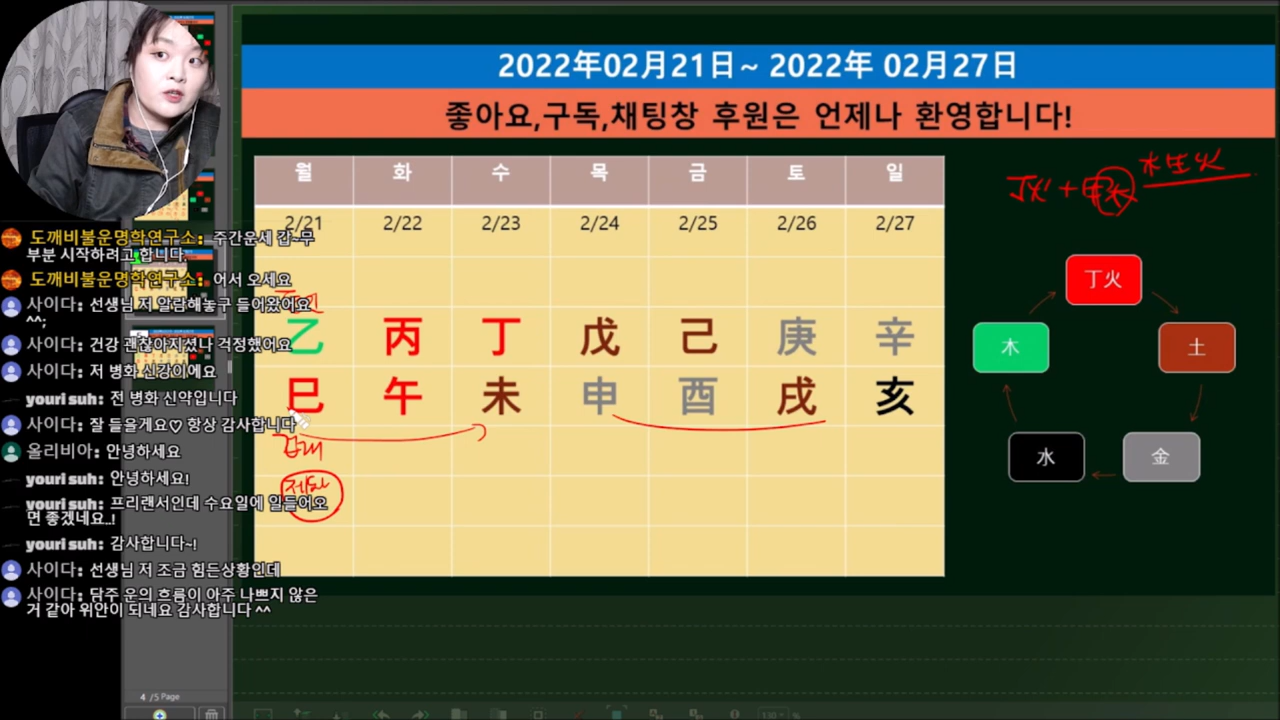 2022年02月21日~ 2022年 02月27日
좋아요,구독,채팅창 후원은 언제나 환영합니다!
월 화 수 목 금 토 일
2/21 2/22 2/23 2/24 2/25 2/26 2/27
乙 丙 丁 戊 己 庚 辛
巳 午 未 申 酉 戌 亥
제화
水生火
丁火
木
土
水
金
도깨비불운명학연구소: 주간운세 갑~무
부분 시작하려고 합니다.
도깨비불운명학연구소: 어서 오세요
사이다: 선생님 저 알람해놓구 들어왔어요
^^;
사이다: 건강 괜찮아지셨나 걱정했어요
사이다: 저 병화 신강이에요
youri suh: 전 병화 신약입니다
사이다: 잘 들을게요♡ 항상 감사합니다
올리비아: 안녕하세요
youri suh: 안녕하세요!
youri suh: 프리랜서인데 수요일에 일들어오
면 좋겠네요..!
youri suh: 감사합니다~!
사이다: 선생님 저 조금 힘든상황인데
사이다: 담주 운의 흐름이 아주 나쁘지 않은
거 같아 위안이 되네요 감사합니다 ^^
4 /5 Page
130 %